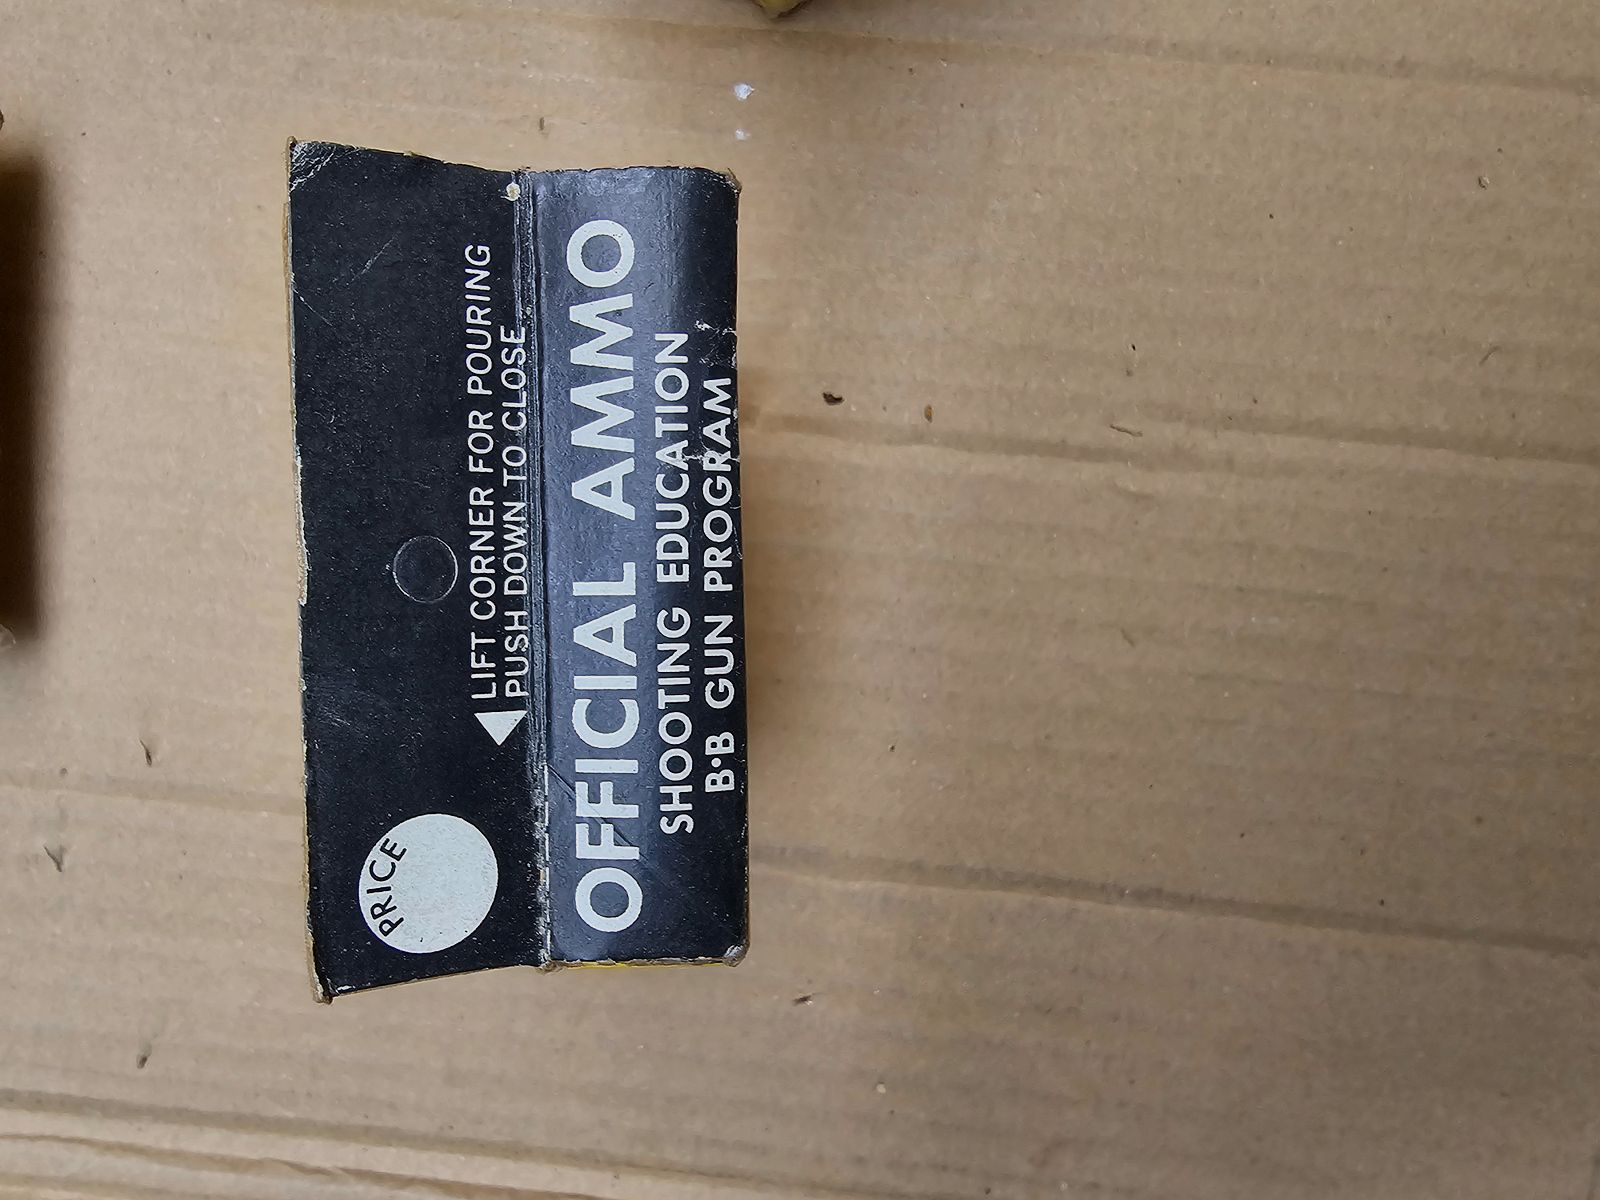 PRICE
LIFT CORNER FOR POURING
PUSH DOWN TO CLOSE
OFFICIAL AMMO
SHOOTING EDUCATION
B•B GUN PROGRAM